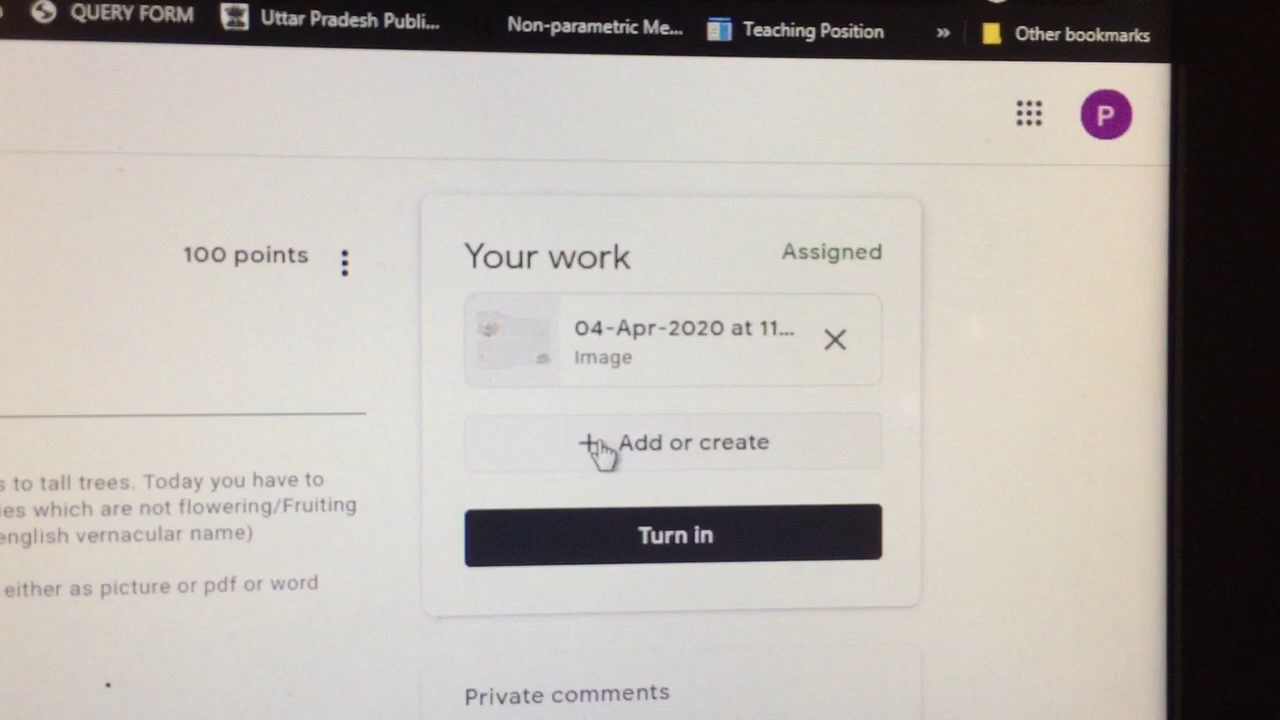 QUERY FORM
Uttar Pradesh Publi...
Non-parametric Me...
Teaching Position
»
Other bookmarks
P
100 points
Your work
Assigned
04-Apr-2020 at 11...
Image
+ Add or create
Turn in
s to tall trees. Today you have to
ies which are not flowering/Fruiting
english vernacular name)
either as picture or pdf or word
Private comments